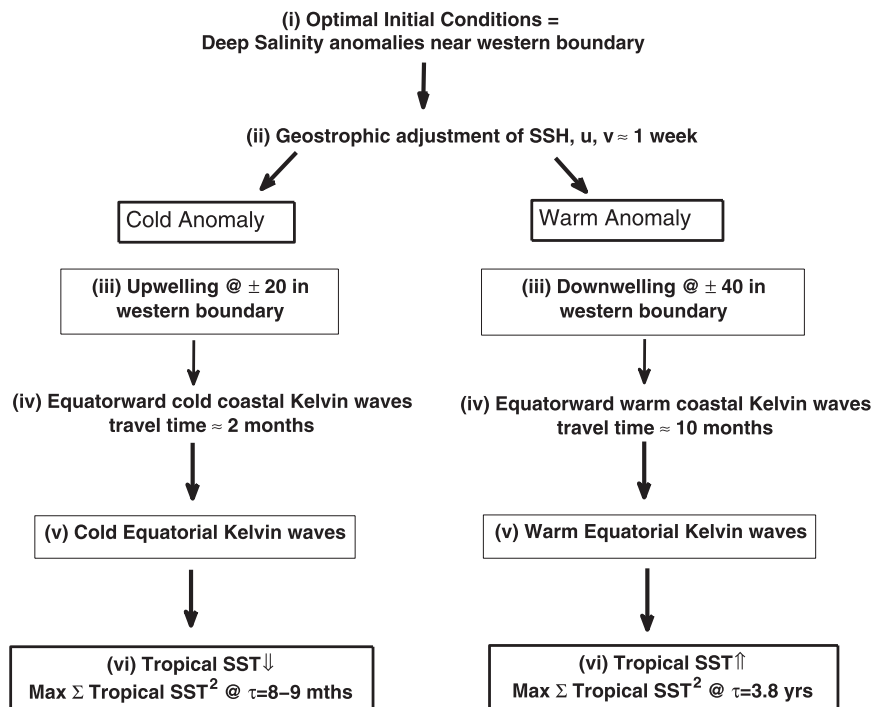 (i) Optimal Initial Conditions =
Deep Salinity anomalies near western boundary
(ii) Geostrophic adjustment of SSH, u, v ≈ 1 week
Cold Anomaly
Warm Anomaly
(iii) Upwelling @ ± 20 in
western boundary
(iii) Downwelling @ ± 40 in
western boundary
(iv) Equatorward cold coastal Kelvin waves
travel time ≈ 2 months
(iv) Equatorward warm coastal Kelvin waves
travel time ≈ 10 months
(v) Cold Equatorial Kelvin waves
(v) Warm Equatorial Kelvin waves
(vi) Tropical SST⇓
Max Σ Tropical SST² @ τ=8−9 mths
(vi) Tropical SST⇑
Max Σ Tropical SST² @ τ=3.8 yrs